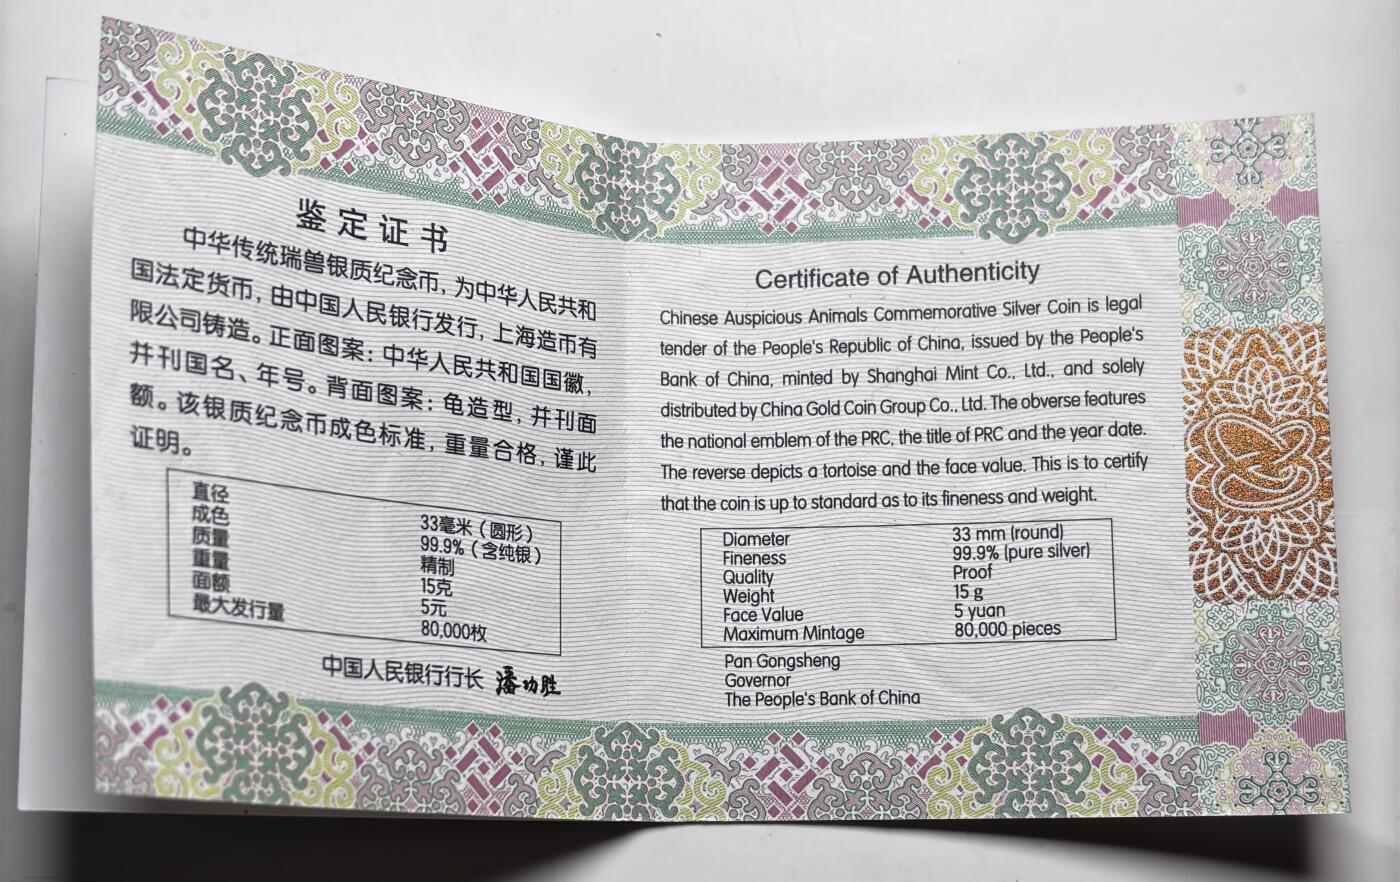 鉴定证书
中华传统瑞兽银质纪念币，为中华人民共和
国法定货币，由中国人民银行发行，上海造币有
限公司铸造。正面图案：中华人民共和国国徽，
并刊国名、年号。背面图案：龟造型，并刊面
额。该银质纪念币成色标准，重量合格，谨此
证明。
直径 33毫米（圆形）
成色 99.9%（含纯银）
质量 精制
重量 15克
面额 5元
最大发行量 80,000枚
中国人民银行行长 潘功胜
Certificate of Authenticity
Chinese Auspicious Animals Commemorative Silver Coin is legal
tender of the People's Republic of China, issued by the People's
Bank of China, minted by Shanghai Mint Co., Ltd., and solely
distributed by China Gold Coin Group Co., Ltd. The obverse features
the national emblem of the PRC, the title of PRC and the year date.
The reverse depicts a tortoise and the face value. This is to certify
that the coin is up to standard as to its fineness and weight.
Diameter 33 mm (round)
Fineness 99.9% (pure silver)
Quality Proof
Weight 15 g
Face Value 5 yuan
Maximum Mintage 80,000 pieces
Pan Gongsheng
Governor
The People's Bank of China